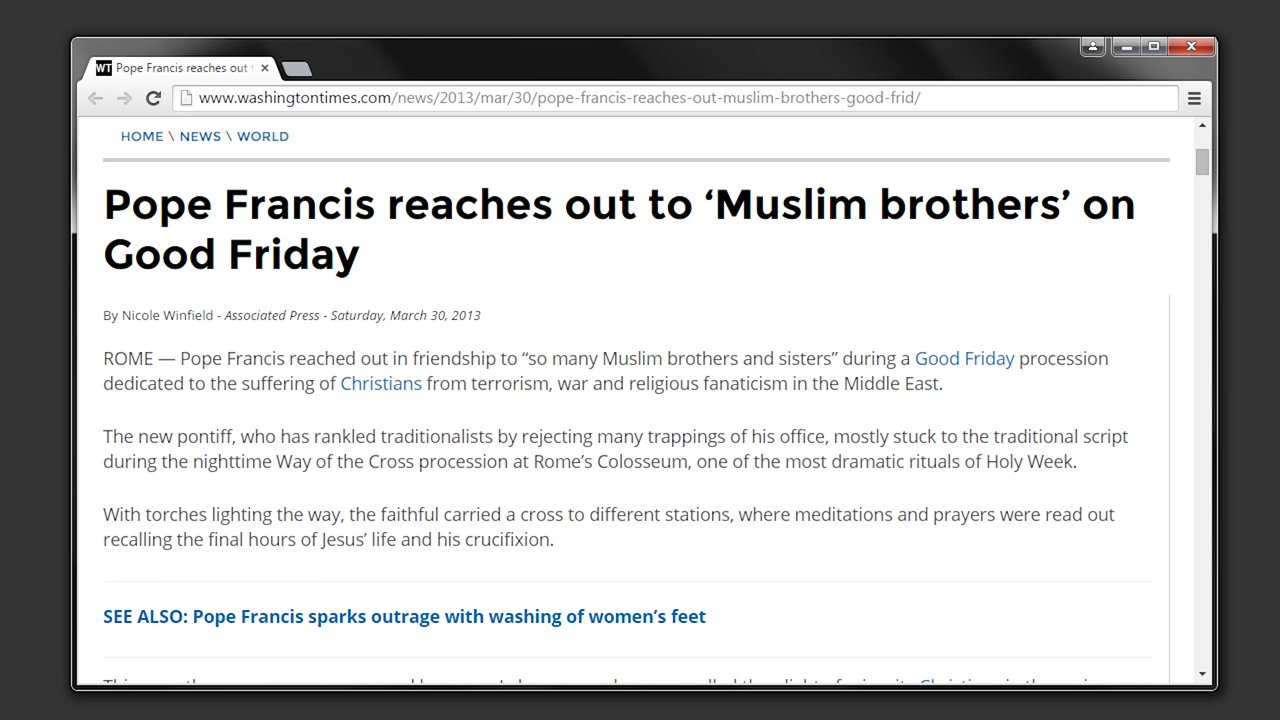 WT Pope Francis reaches out
www.washingtontimes.com/news/2013/mar/30/pope-francis-reaches-out-muslim-brothers-good-frid/
HOME \ NEWS \ WORLD
Pope Francis reaches out to ‘Muslim brothers’ on
Good Friday
By Nicole Winfield - Associated Press - Saturday, March 30, 2013
ROME — Pope Francis reached out in friendship to “so many Muslim brothers and sisters” during a Good Friday procession
dedicated to the suffering of Christians from terrorism, war and religious fanaticism in the Middle East.
The new pontiff, who has rankled traditionalists by rejecting many trappings of his office, mostly stuck to the traditional script
during the nighttime Way of the Cross procession at Rome’s Colosseum, one of the most dramatic rituals of Holy Week.
With torches lighting the way, the faithful carried a cross to different stations, where meditations and prayers were read out
recalling the final hours of Jesus’ life and his crucifixion.
SEE ALSO: Pope Francis sparks outrage with washing of women’s feet